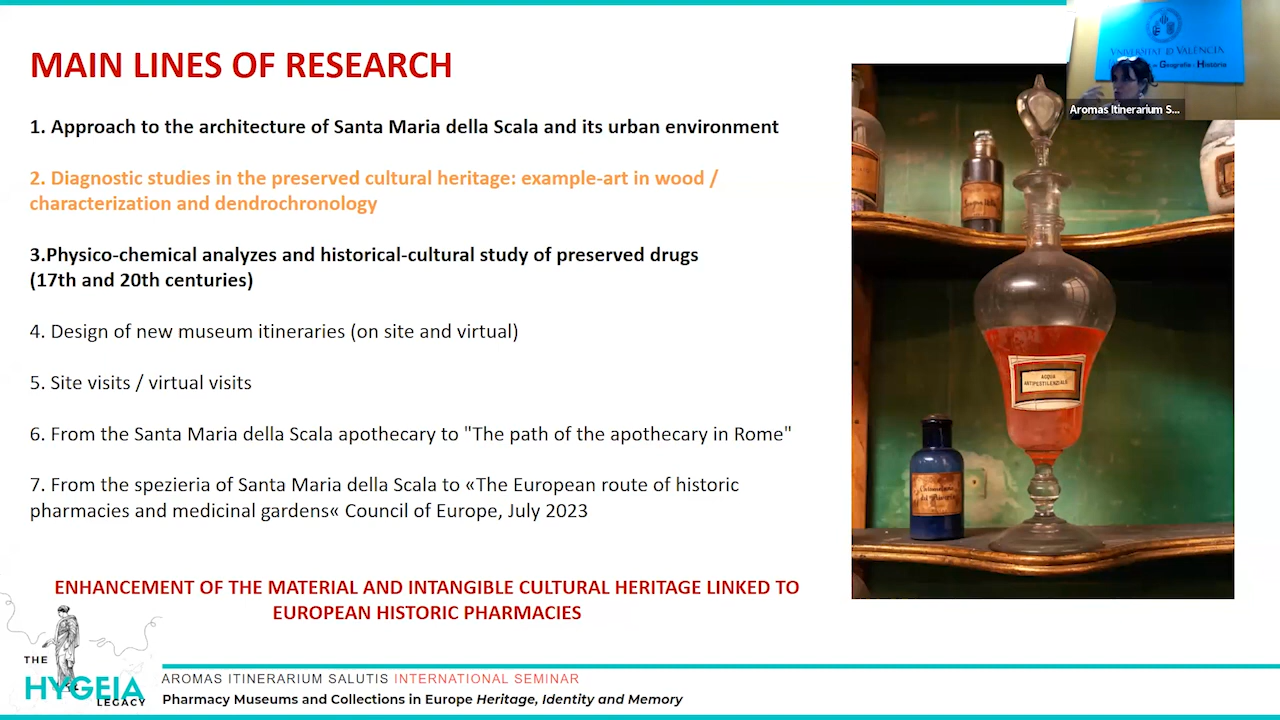 MAIN LINES OF RESEARCH
1. Approach to the architecture of Santa Maria della Scala and its urban environment
2. Diagnostic studies in the preserved cultural heritage: example-art in wood /
characterization and dendrochronology
3.Physico-chemical analyzes and historical-cultural study of preserved drugs
(17th and 20th centuries)
4. Design of new museum itineraries (on site and virtual)
5. Site visits / virtual visits
6. From the Santa Maria della Scala apothecary to "The path of the apothecary in Rome"
7. From the spezieria of Santa Maria della Scala to «The European route of historic
pharmacies and medicinal gardens« Council of Europe, July 2023
ENHANCEMENT OF THE MATERIAL AND INTANGIBLE CULTURAL HERITAGE LINKED TO
EUROPEAN HISTORIC PHARMACIES
THE
HYGEIA
LEGACY
AROMAS ITINERARIUM SALUTIS INTERNATIONAL SEMINAR
Pharmacy Museums and Collections in Europe Heritage, Identity and Memory
VNIVERSITAT ID VALÈNCIA
Geografia i Història
Aromas Itinerarium S...
ACQUA
ANTIPESTILENZIALE